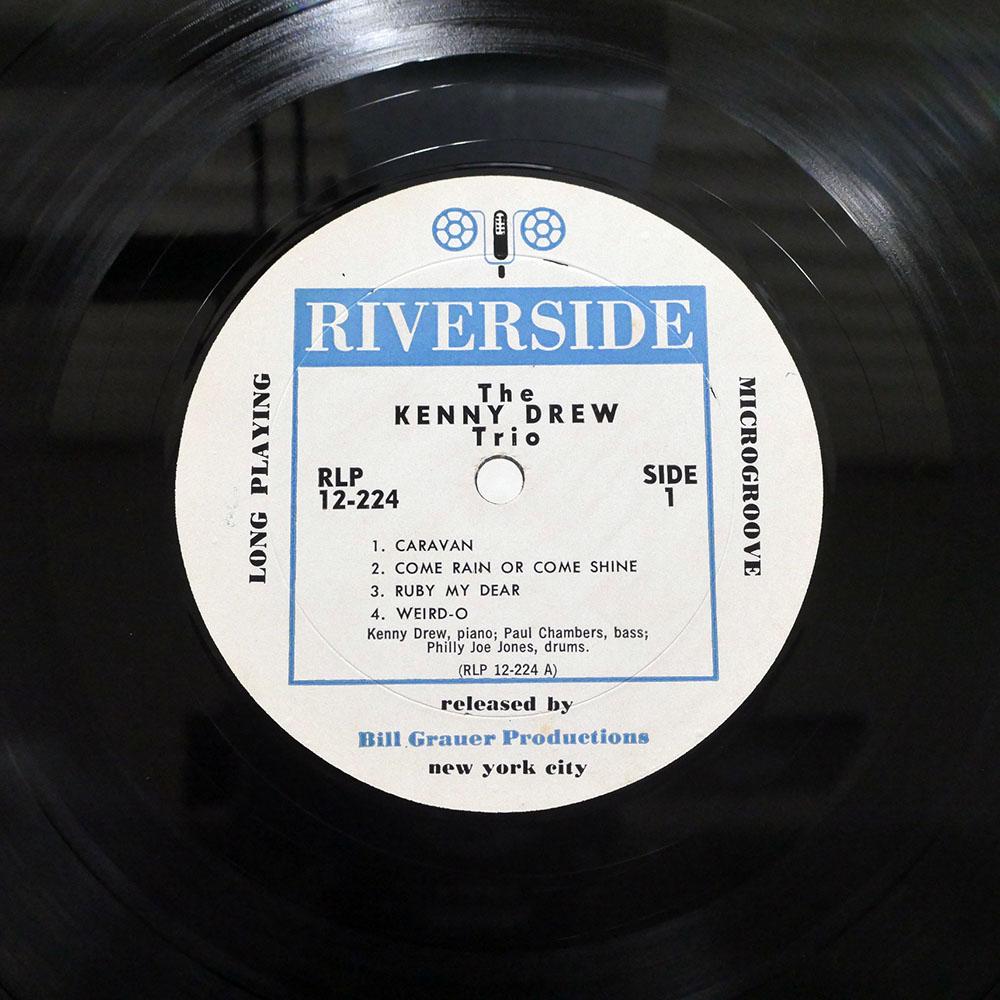 RIVERSIDE
The
KENNY DREW
Trio
RLP
12-224
SIDE
1
LONG PLAYING
MICROGROOVE
1. CARAVAN
2. COME RAIN OR COME SHINE
3. RUBY MY DEAR
4. WEIRD-O
Kenny Drew, piano; Paul Chambers, bass;
Philly Joe Jones, drums.
(RLP 12-224 A)
released by
Bill Grauer Productions
new york city